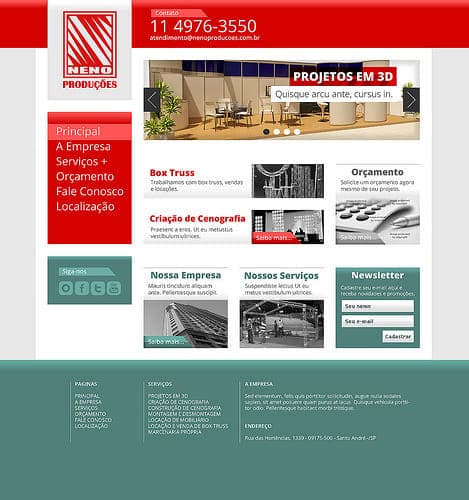 Contato
11 4976-3550
atendimento@nenoproducoes.com.br
NENO
PRODUÇÕES
PROJETOS EM 3D
Quisque arcu ante, cursus in.
Principal
A Empresa
Serviços +
Orçamento
Fale Conosco
Localização
Box Truss
Trabalhamos com box truss, vendas
e locações.
Orçamento
Solicite um orçamento agora
mesmo de seu projeto.
Criação de Cenografia
Praesent a eros. Ut eu metustus
vestibulum ultrices.
Saiba mais...
Saiba mais...
Siga-nos
You
Nossa Empresa
Mauris tincidunt aliquam
ante. Pellentesque suscipit.
Saiba mais...
Nossos Serviços
Suspendisse lectus Ut eu
metus vestibulum ultrices.
Newsletter
Cadastre seu e-mail aqui e
receba novidades e promoções.
Seu nome
Seu e-mail
Cadastrar
PÁGINAS
PRINCIPAL
A EMPRESA
SERVIÇOS
ORÇAMENTO
FALE CONOSCO
LOCALIZAÇÃO
SERVIÇOS
PROJETOS EM 3D
CRIAÇÃO DE CENOGRAFIA
CONSTRUÇÃO DE CENOGRAFIA
MONTAGEM E DESMONTAGEM
LOCAÇÃO DE MOBILIÁRIO
LOCAÇÃO E VENDA DE BOX TRUSS
MARCENARIA PRÓPRIA
A EMPRESA
Sed elementum, felis quis porttitor sollicitudin, augue nulla sodales
sapien, sit amet posuere quam purus at lacus. Quisque vehicula portti-
tor odio. Pellentesque habitant morbi tristique.
ENDEREÇO
Rua das Hortências, 1339 - 09175-500 - Santo André -/SP